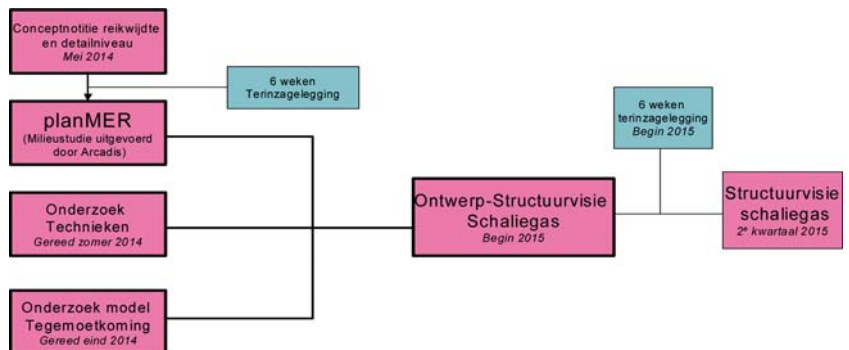 Conceptnotitie reikwijdte
en detailniveau
Mei 2014
6 weken
Terinzagelegging
planMER
(Milieustudie uitgevoerd
door Arcadis)
Onderzoek
Technieken
Gereed zomer 2014
Onderzoek model
Tegemoetkoming
Gereed eind 2014
Ontwerp-Structuurvisie
Schaliegas
Begin 2015
6 weken
terinzagelegging
Begin 2015
Structuurvisie
schaliegas
2e kwartaal 2015